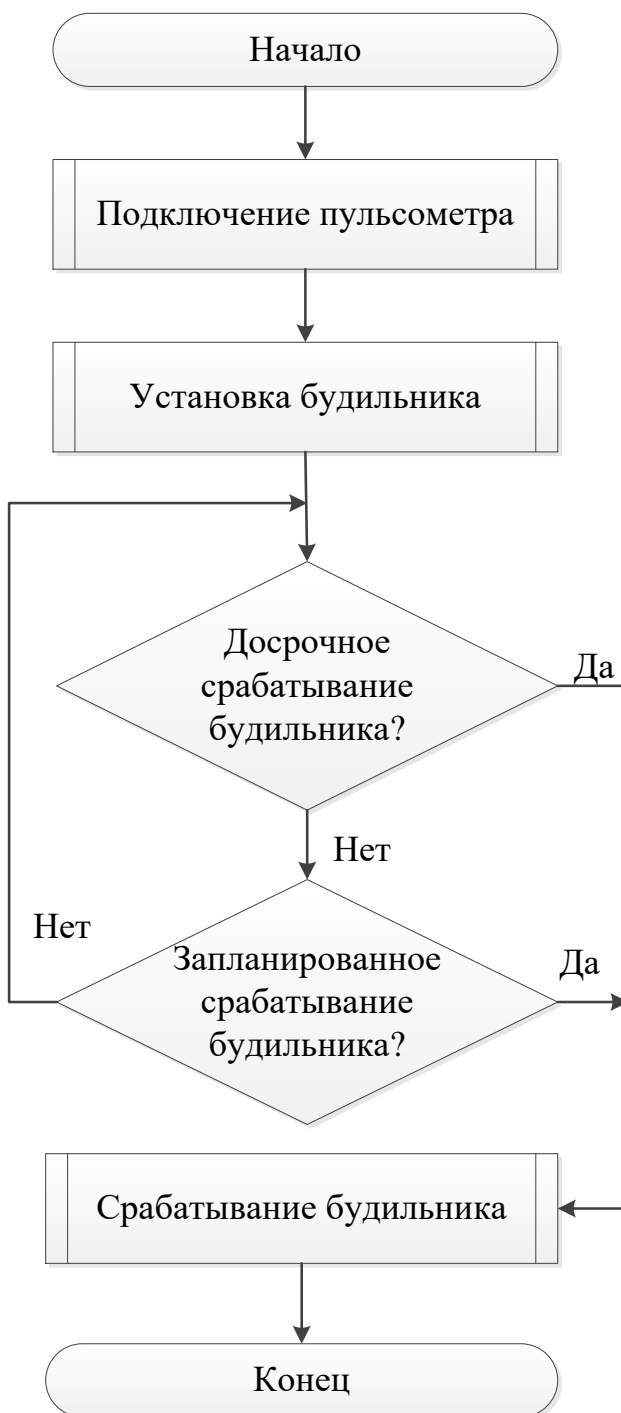 Начало
Подключение пульсометра
Установка будильника
Досрочное
срабатывание
будильника?
Да
Нет
Нет
Запланированное
срабатывание
будильника?
Да
Срабатывание будильника
Конец